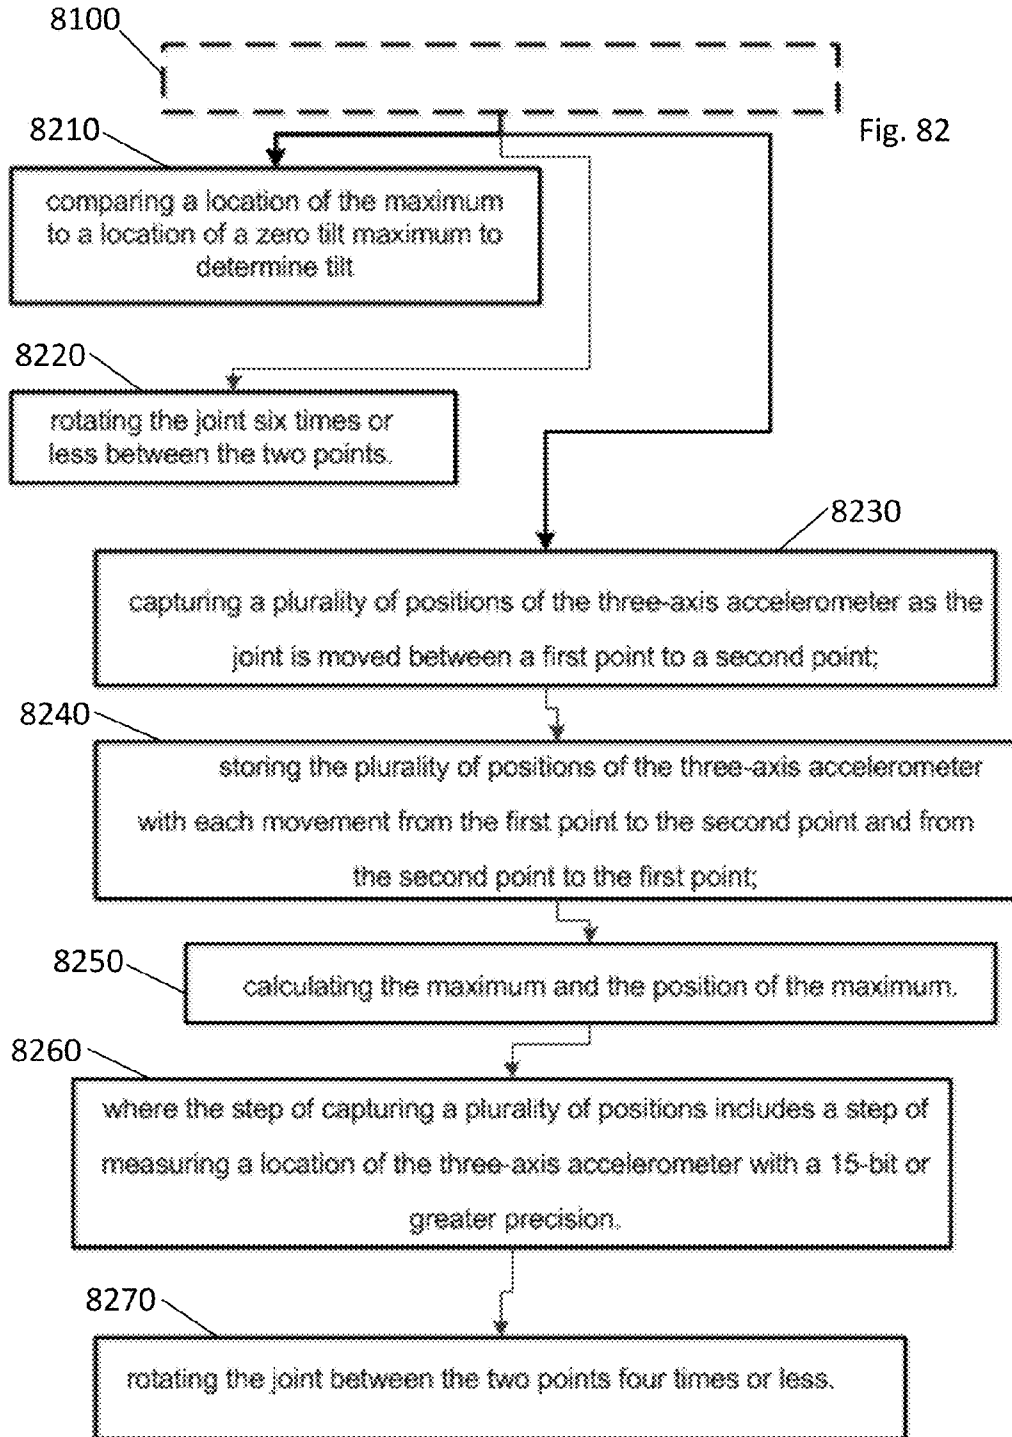 8100
Fig. 82
8210
comparing a location of the maximum
to a location of a zero tilt maximum to
determine tilt
8220
rotating the joint six times or
less between the two points.
8230
capturing a plurality of positions of the three-axis accelerometer as the
joint is moved between a first point to a second point;
8240
storing the plurality of positions of the three-axis accelerometer
with each movement from the first point to the second point and from
the second point to the first point;
8250
calculating the maximum and the position of the maximum.
8260
where the step of capturing a plurality of positions includes a step of
measuring a location of the three-axis accelerometer with a 15-bit or
greater precision.
8270
rotating the joint between the two points four times or less.